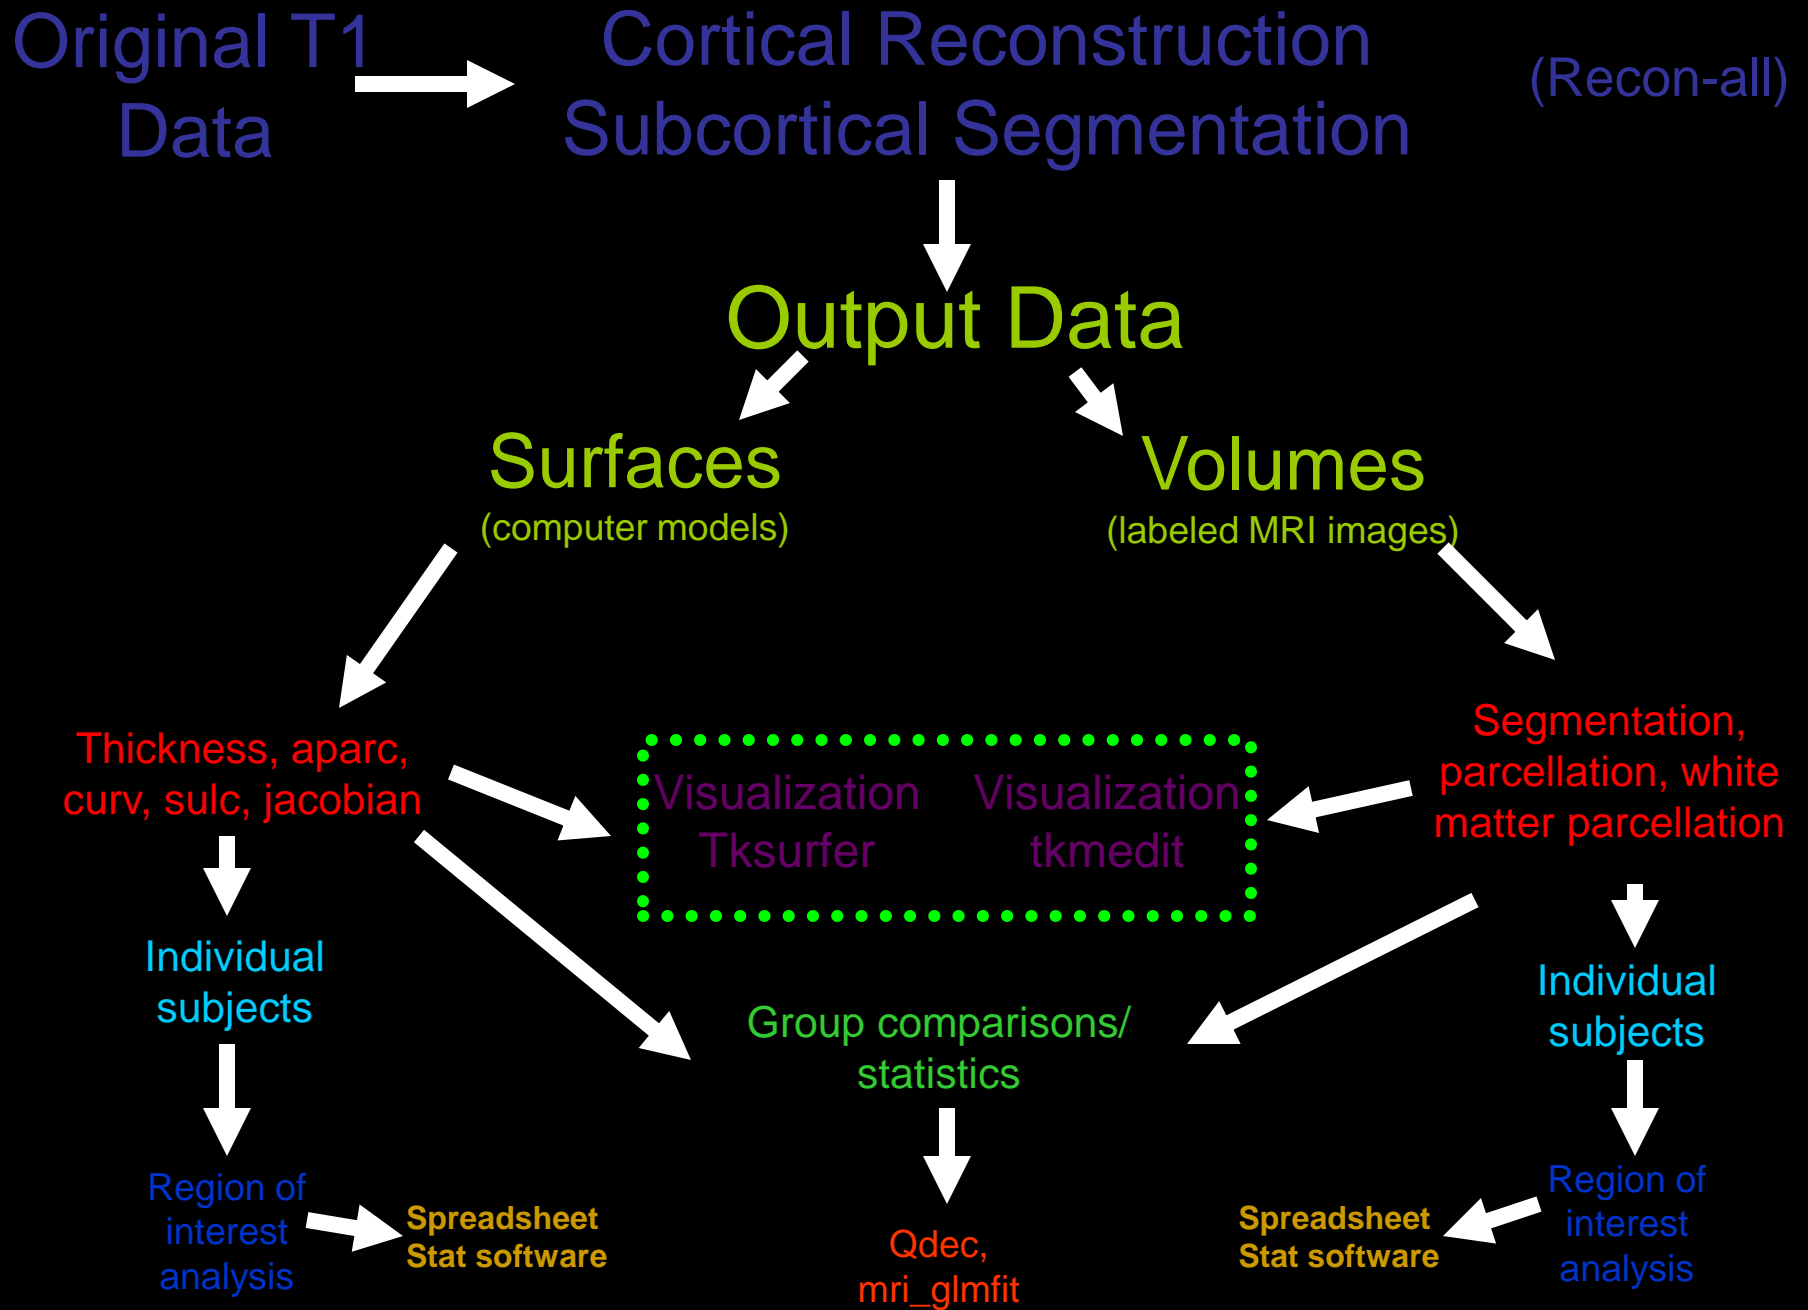 Original T1
Data
Cortical Reconstruction
Subcortical Segmentation
(Recon-all)
Output Data
Surfaces
(computer models)
Volumes
(labeled MRI images)
Thickness, aparc,
curv, sulc, jacobian
Visualization
Tksurfer
Visualization
tkmedit
Segmentation,
parcellation, white
matter parcellation
Individual
subjects
Group comparisons/
statistics
Individual
subjects
Region of
interest
analysis
Spreadsheet
Stat software
Qdec,
mri_glmfit
Spreadsheet
Stat software
Region of
interest
analysis